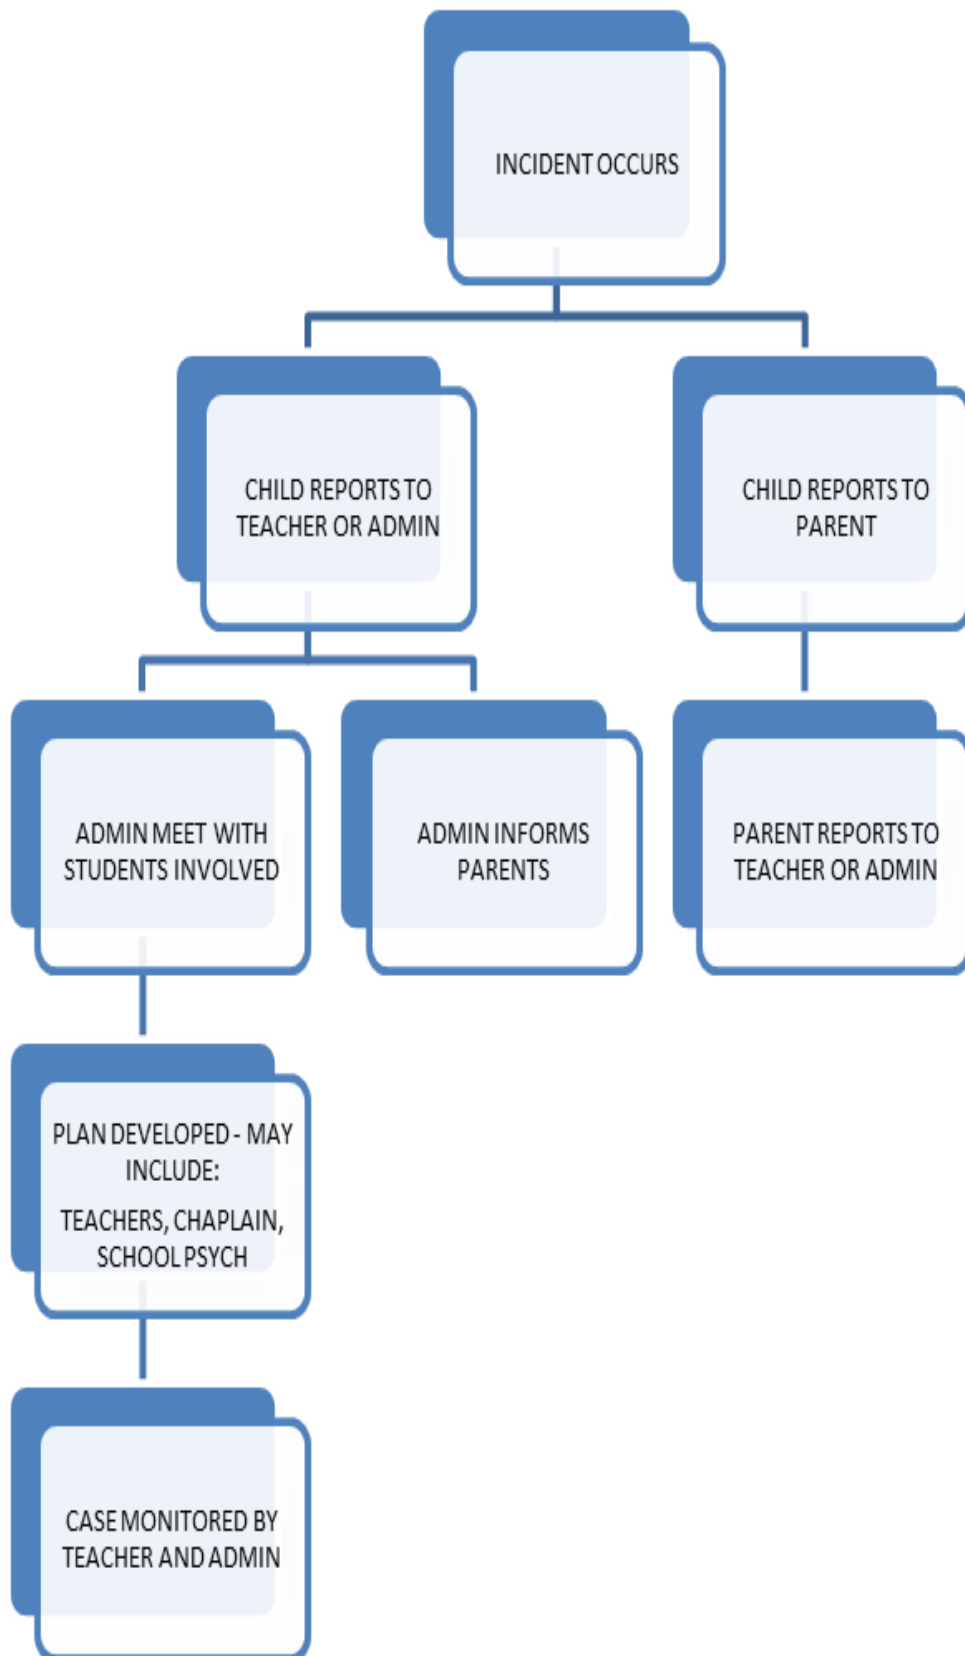 INCIDENT OCCURS
CHILD REPORTS TO
TEACHER OR ADMIN
CHILD REPORTS TO
PARENT
ADMIN MEET WITH
STUDENTS INVOLVED
ADMIN INFORMS
PARENTS
PARENT REPORTS TO
TEACHER OR ADMIN
PLAN DEVELOPED - MAY
INCLUDE:
TEACHERS, CHAPLAIN,
SCHOOL PSYCH
CASE MONITORED BY
TEACHER AND ADMIN